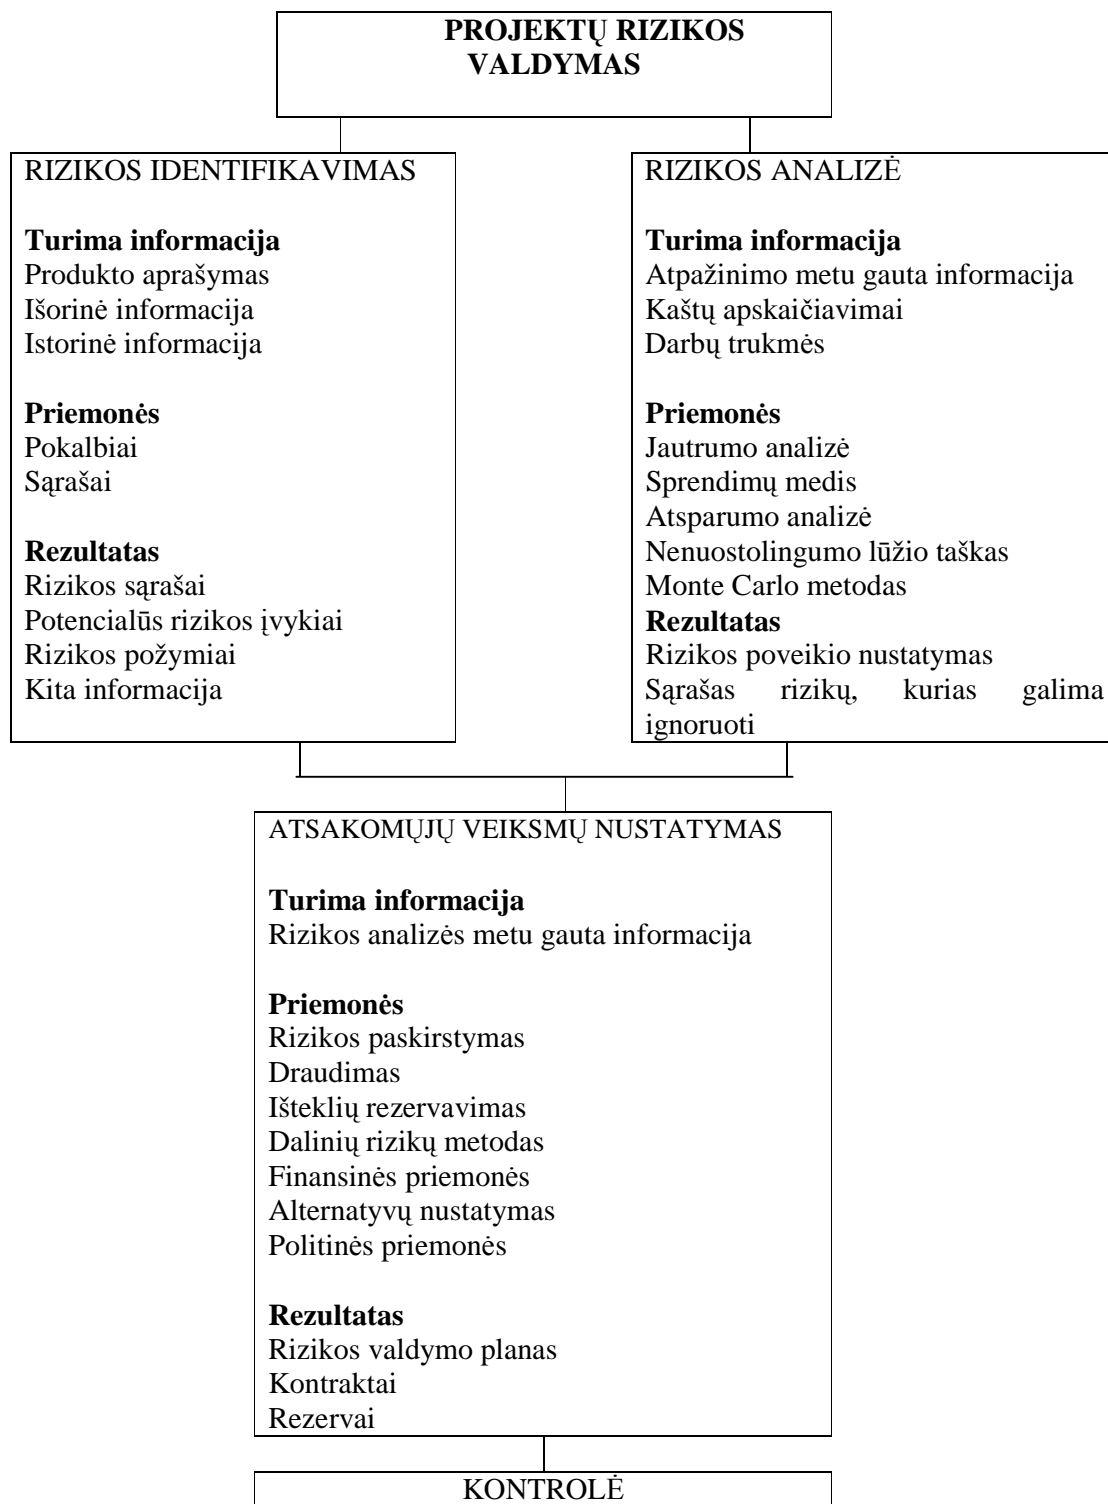 PROJEKTŲ RIZIKOS
VALDYMAS
RIZIKOS IDENTIFIKAVIMAS
Turima informacija
Produkto aprašymas
Išorinė informacija
Istorinė informacija
Priemonės
Pokalbiai
Sąrašai
Rezultatas
Rizikos sąrašai
Potencialūs rizikos įvykiai
Rizikos požymiai
Kita informacija
RIZIKOS ANALIZĖ
Turima informacija
Atpažinimo metu gauta informacija
Kaštų apskaičiavimai
Darbų trukmės
Priemonės
Jautrumo analizė
Sprendimų medis
Atsparumo analizė
Nenuostolingumo lūžio taškas
Monte Carlo metodas
Rezultatas
Rizikos poveikio nustatymas
Sąrašas rizikų, kurias galima
ignoruoti
ATSAKOMŲJŲ VEIKSMŲ NUSTATYMAS
Turima informacija
Rizikos analizės metu gauta informacija
Priemonės
Rizikos paskirstymas
Draudimas
Išteklių rezervavimas
Dalinių rizikų metodas
Finansinės priemonės
Alternatyvų nustatymas
Politinės priemonės
Rezultatas
Rizikos valdymo planas
Kontraktai
Rezervai
KONTROLĖ